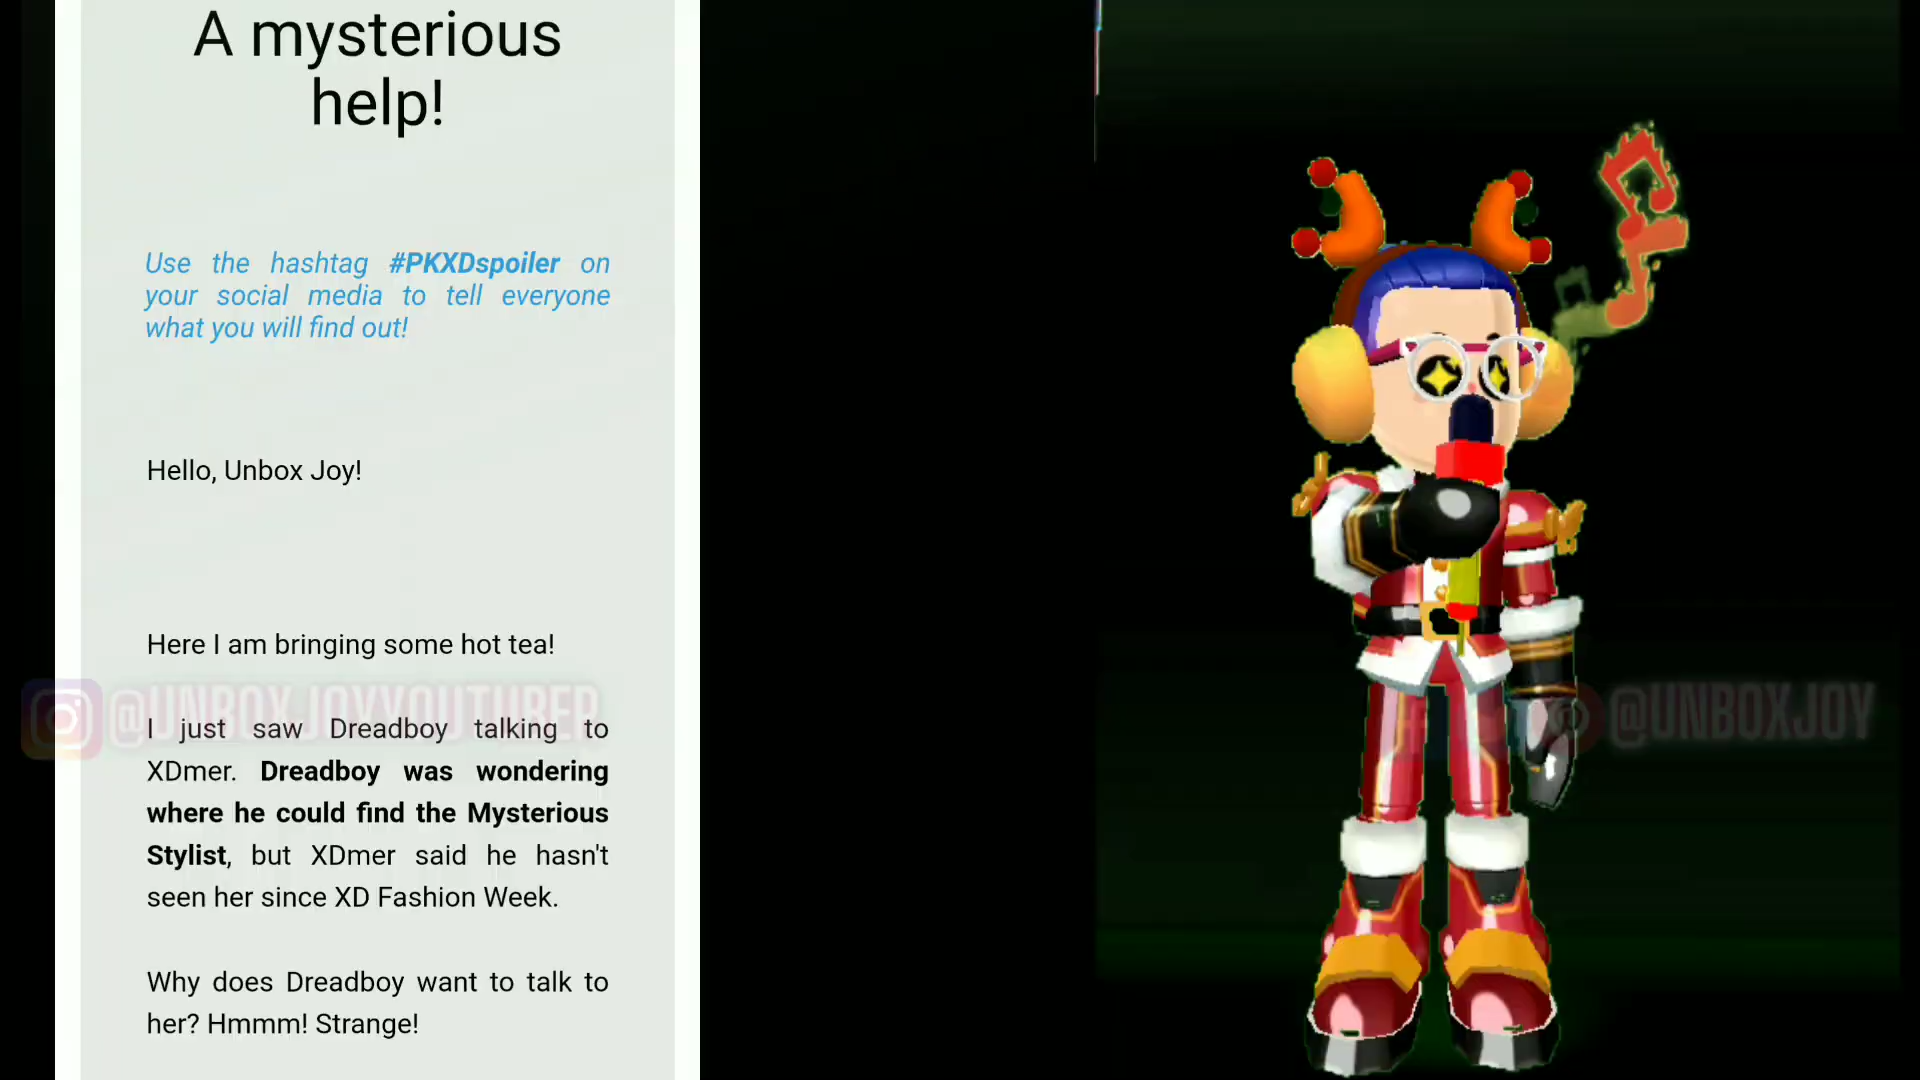 A mysterious
help!
Use the hashtag #PKXDspoiler on
your social media to tell everyone
what you will find out!
Hello, Unbox Joy!
Here I am bringing some hot tea!
@UNBOXJOYYOUTUBER
@UNBOXJOY
I just saw Dreadboy talking to
XDmer. Dreadboy was wondering
where he could find the Mysterious
Stylist, but XDmer said he hasn't
seen her since XD Fashion Week.
Why does Dreadboy want to talk to
her? Hmmm! Strange!